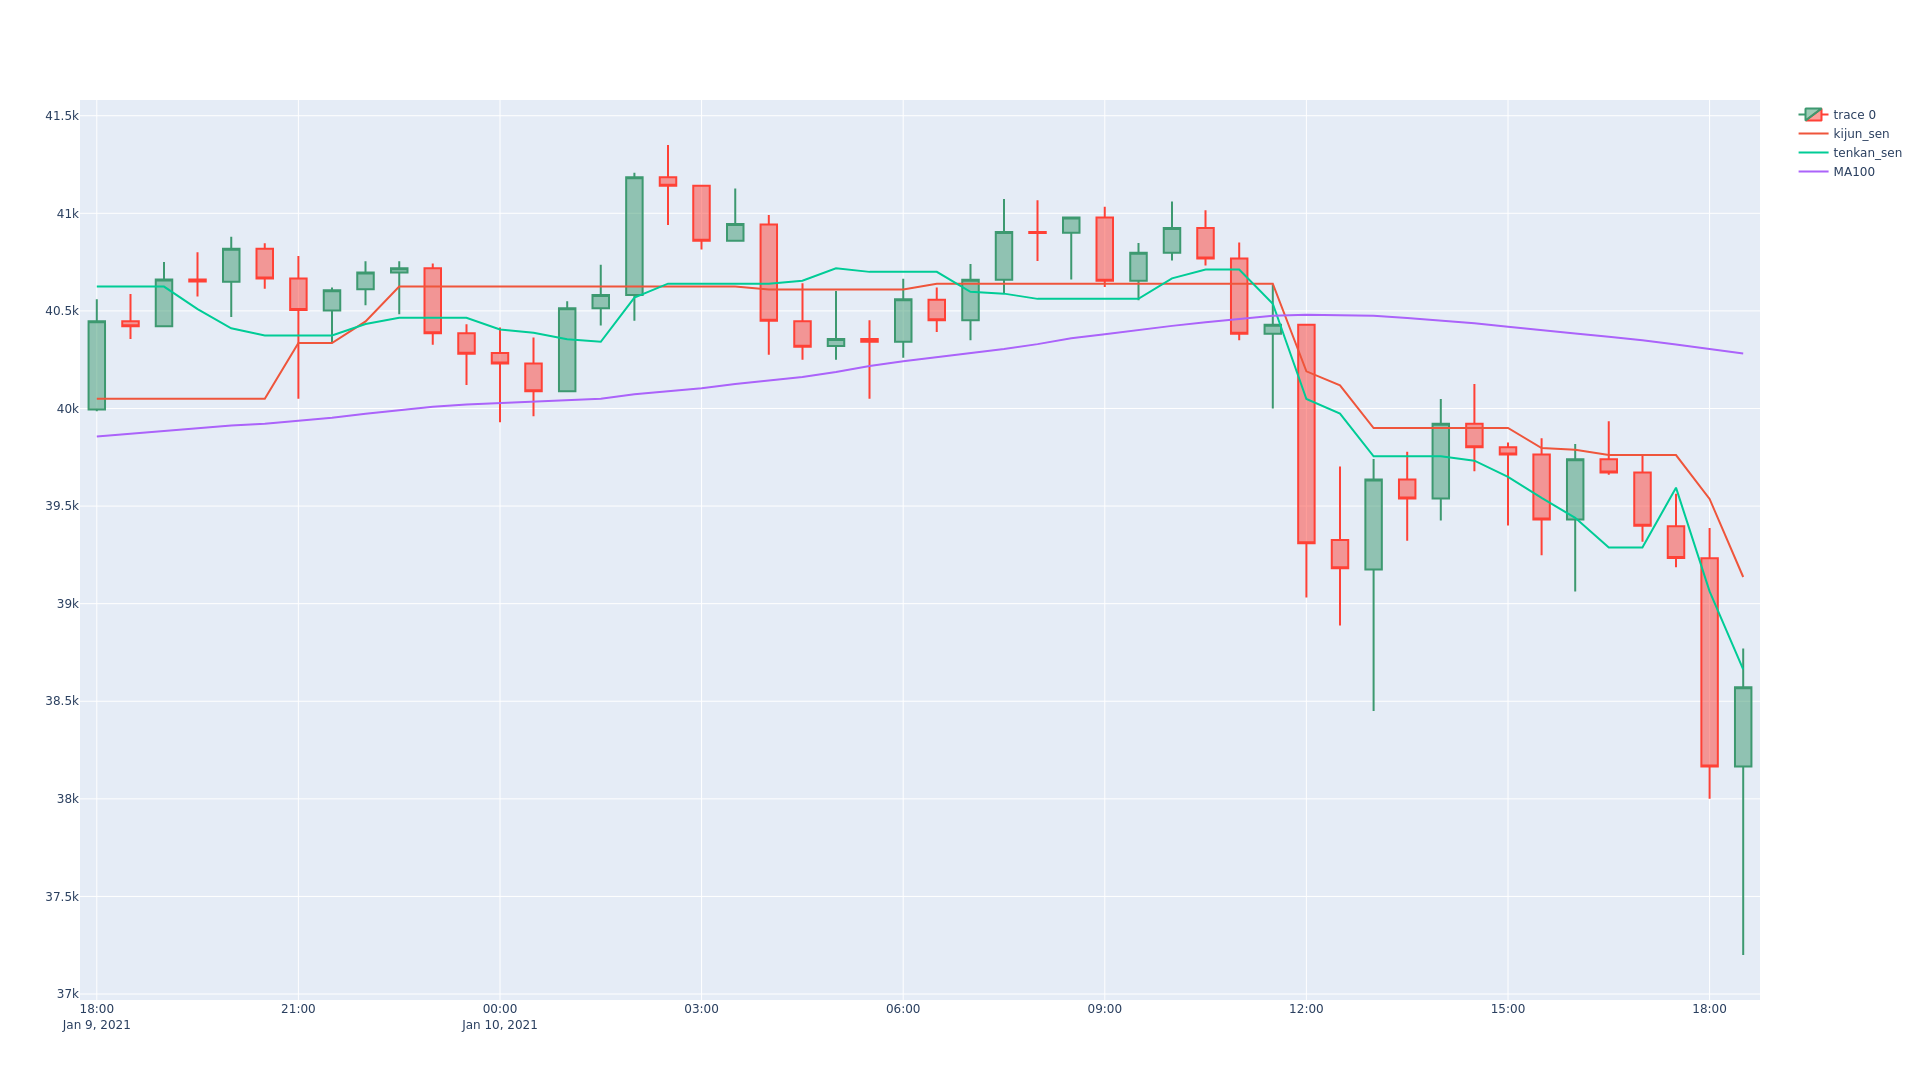 41.5k
41k
40.5k
40k
39.5k
39k
38.5k
38k
37.5k
37k
18:00
Jan 9, 2021
21:00
00:00
Jan 10, 2021
03:00
06:00
09:00
12:00
15:00
18:00
trace 0
kijun_sen
tenkan_sen
MA100